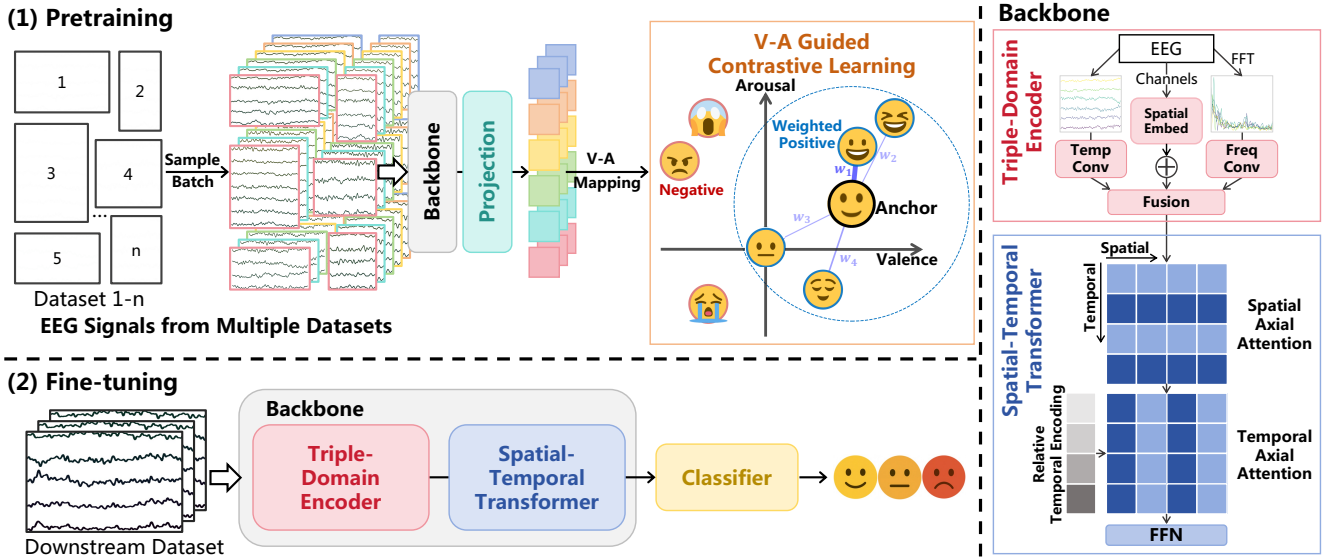 (1) Pretraining
1
2
3
4
...
5
n
Dataset 1-n
EEG Signals from Multiple Datasets
Sample
Batch
Backbone
Projection
V-A
Mapping
V-A Guided
Contrastive Learning
Arousal
Weighted
Positive
Negative
w₁
w₂
Anchor
w₃
w₄
Valence
(2) Fine-tuning
Downstream Dataset
Backbone
Triple-
Domain
Encoder
Spatial-
Temporal
Transformer
Classifier
Backbone
Triple-Domain
Encoder
EEG
Channels
FFT
Spatial
Embed
Temp
Conv
Freq
Conv
Fusion
Spatial-Temporal
Transformer
Spatial
Temporal
Spatial
Axial
Attention
Relative
Temporal Encoding
Temporal
Axial
Attention
FFN